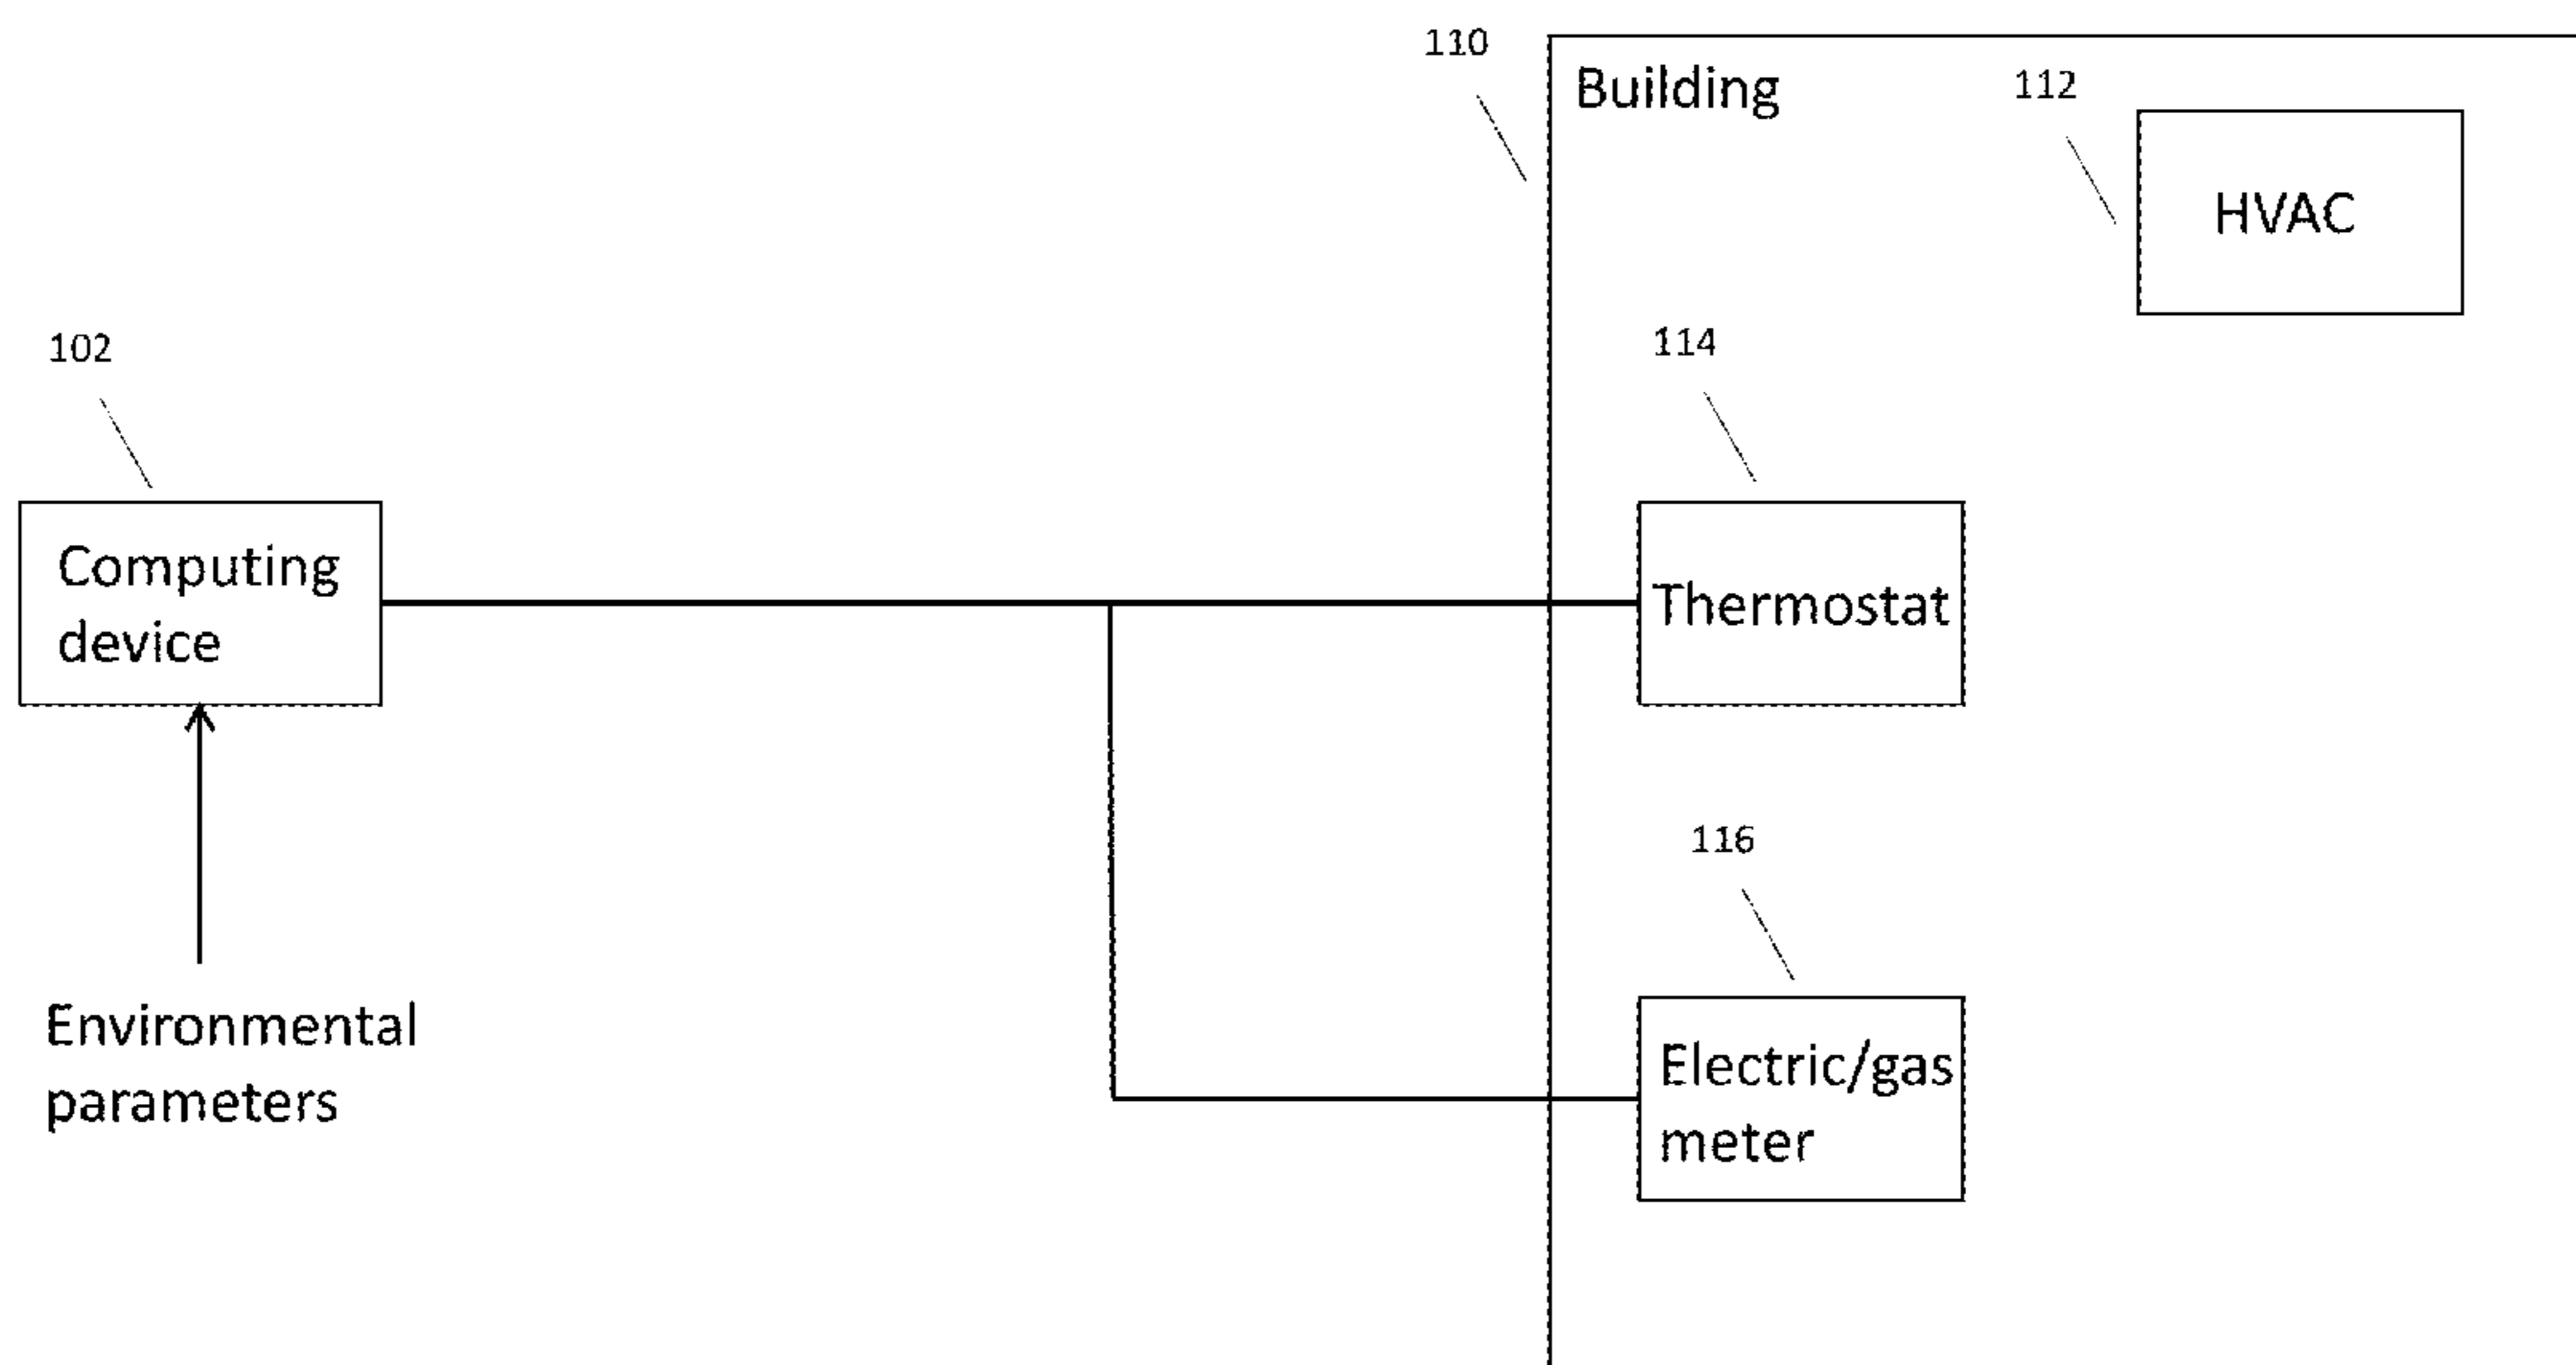 110
Building
112
HVAC
102
114
Computing
device
Thermostat
116
Environmental
parameters
Electric/gas
meter